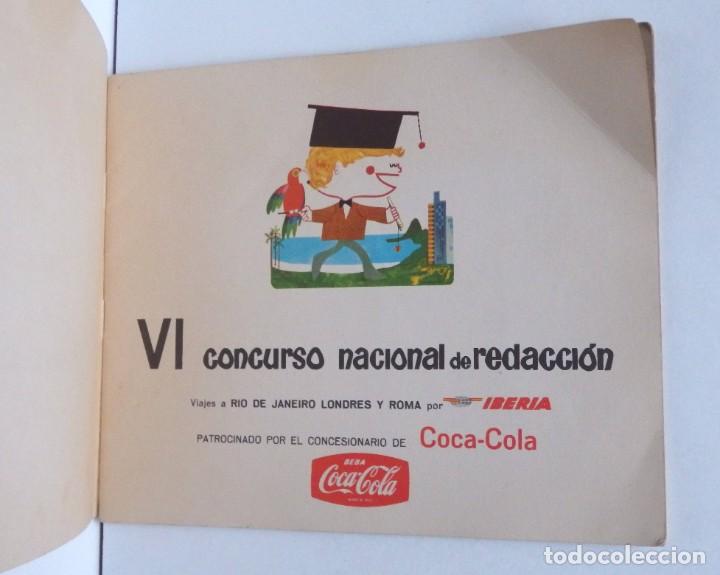 VI concurso nacional de redacción
Viajes a RIO DE JANEIRO LONDRES Y ROMA por IBERIA
PATROCINADO POR EL CONCESIONARIO DE Coca-Cola
BEBA
Coca-Cola
todocoleccion.net